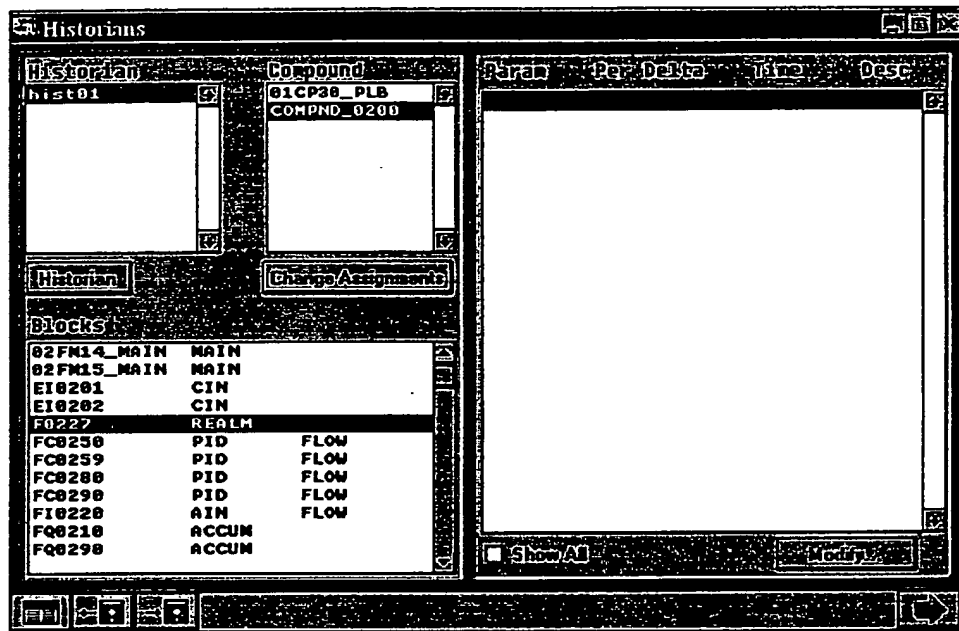 Historians
Historian Compound Param Per Delta Time Desc
hist01
01CP30_PLB
COMPND_0200
Historian Change Assignments
Blocks
02FM14_MAIN MAIN
02FM15_MAIN MAIN
EI0201 CIN
EI0202 CIN
F0227 REALM
FC0250 PID FLOW
FC0259 PID FLOW
FC0280 PID FLOW
FC0290 PID FLOW
FI0220 AIN FLOW
FQ0210 ACCUM
FQ0290 ACCUM
Show All Modify...